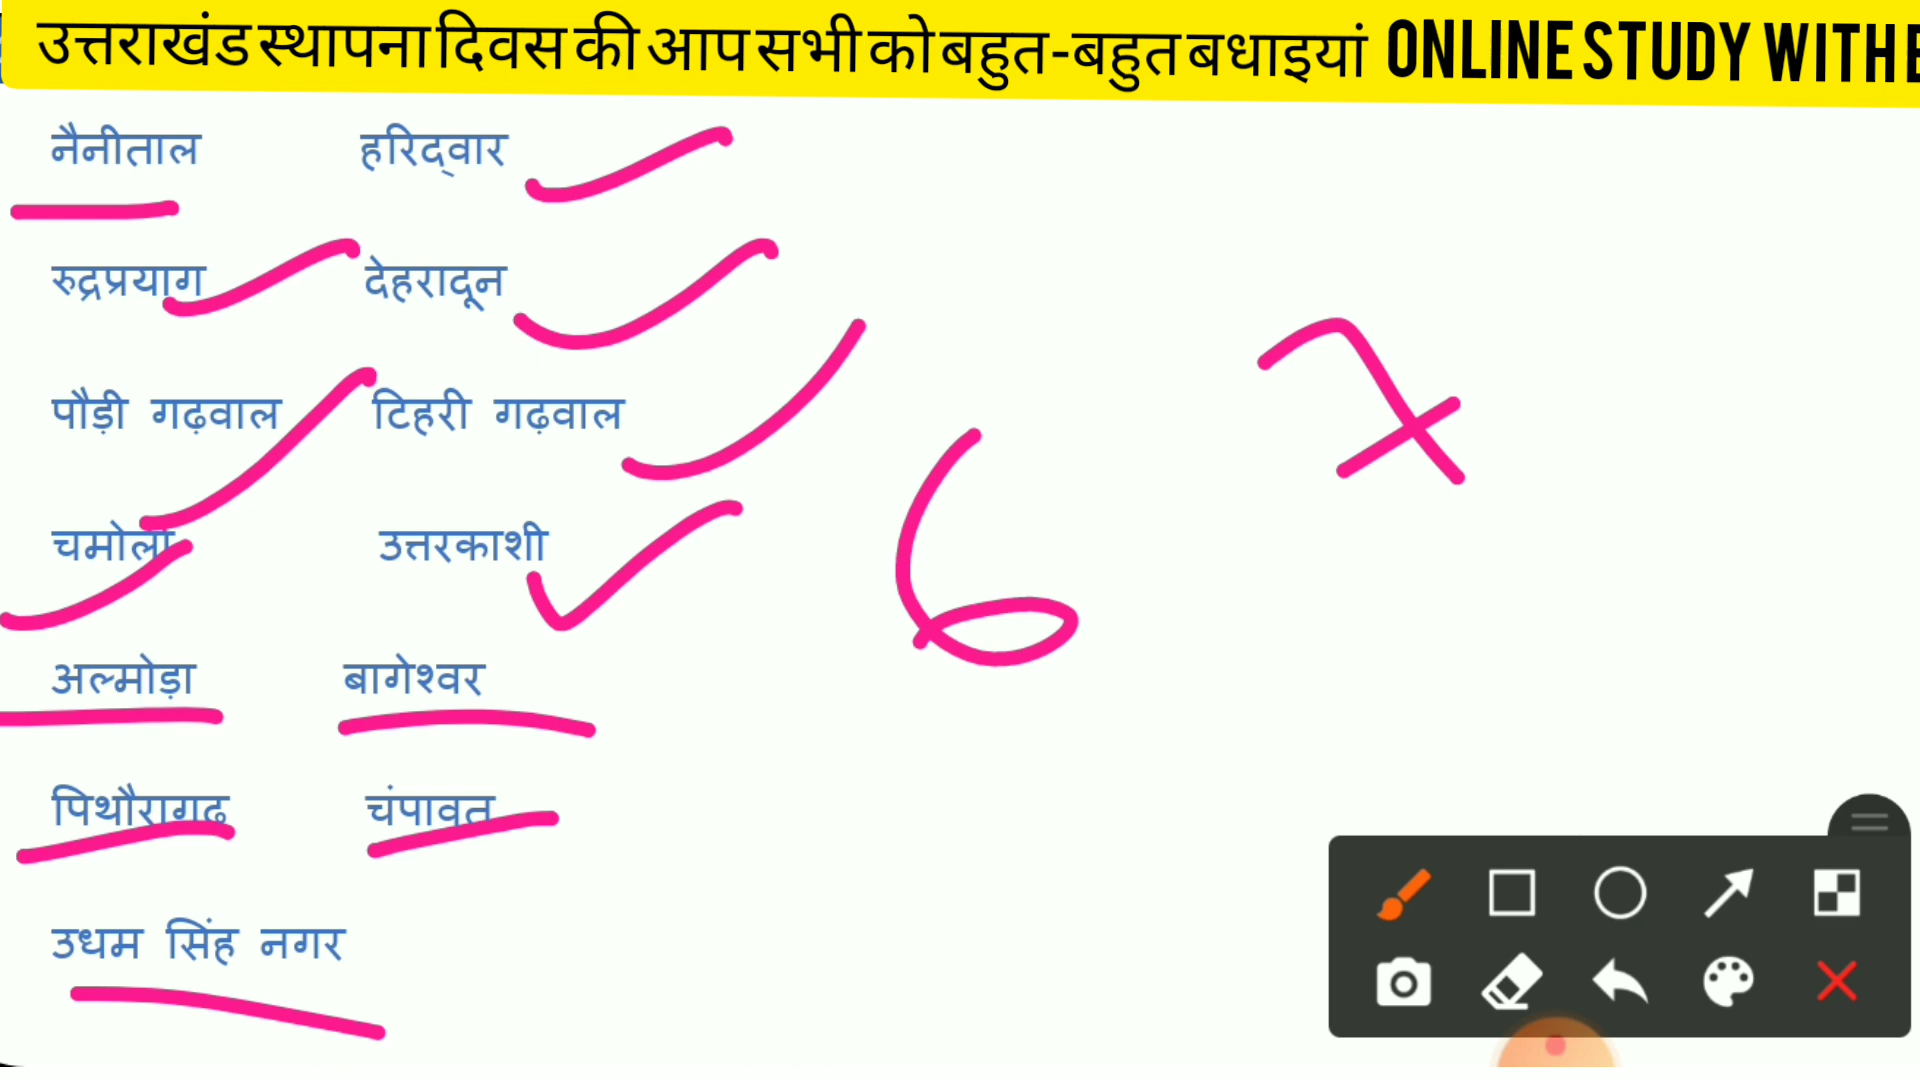 उत्तराखंड स्थापना दिवस की आप सभी को बहुत-बहुत बधाइयां ONLINE STUDY WITH
नैनीताल हरिद्वार
रुद्रप्रयाग देहरादून
7
पौड़ी गढ़वाल टिहरी गढ़वाल
चमोली उत्तरकाशी
6
अल्मोड़ा बागेश्वर
पिथौरागढ़ चंपावत
उधम सिंह नगर